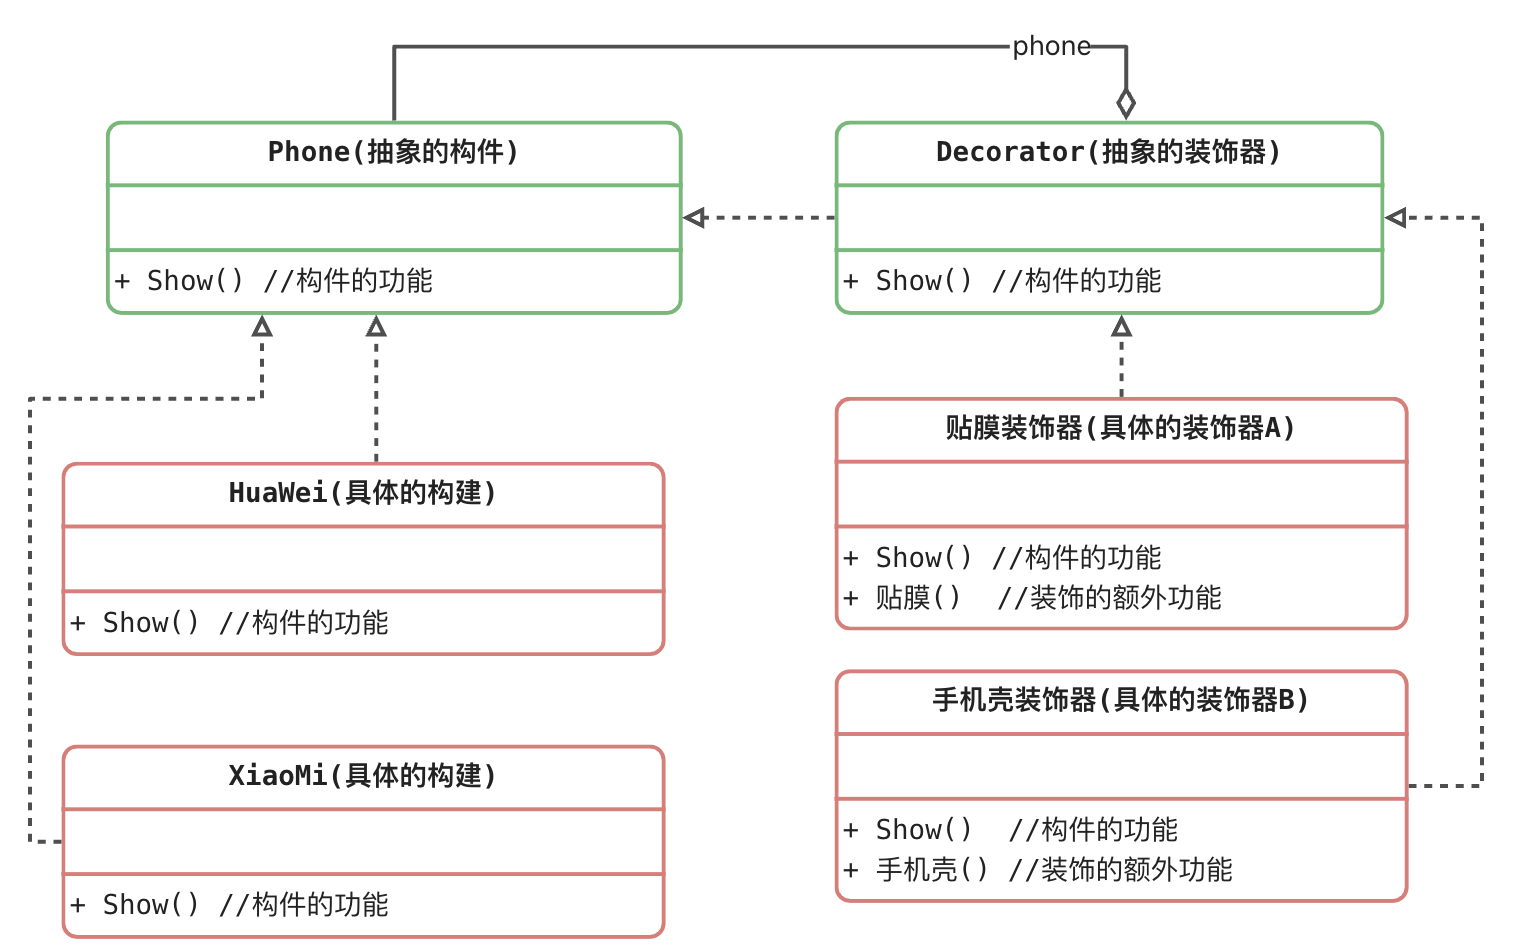 phone
Phone(抽象的构件)
+ Show() //构件的功能
Decorator(抽象的装饰器)
+ Show() //构件的功能
HuaWei(具体的构建)
+ Show() //构件的功能
XiaoMi(具体的构建)
+ Show() //构件的功能
贴膜装饰器(具体的装饰器A)
+ Show() //构件的功能
+ 贴膜() //装饰的额外功能
手机壳装饰器(具体的装饰器B)
+ Show() //构件的功能
+ 手机壳() //装饰的额外功能